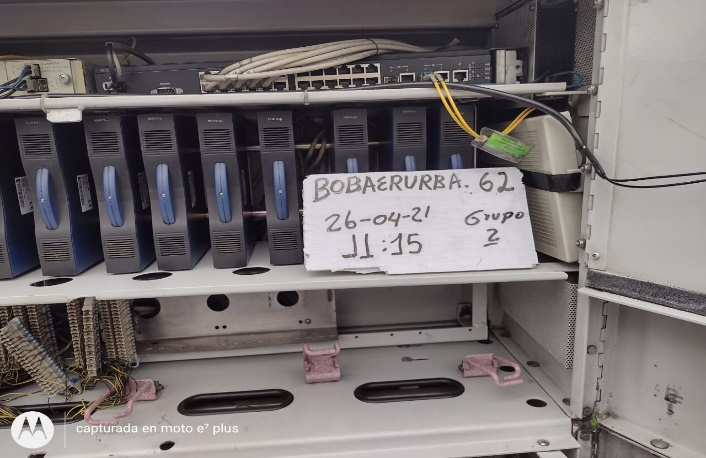 BOBAERURBA. 62
26-04-21 Grupo
11:15 2
capturada en moto e⁷ plus